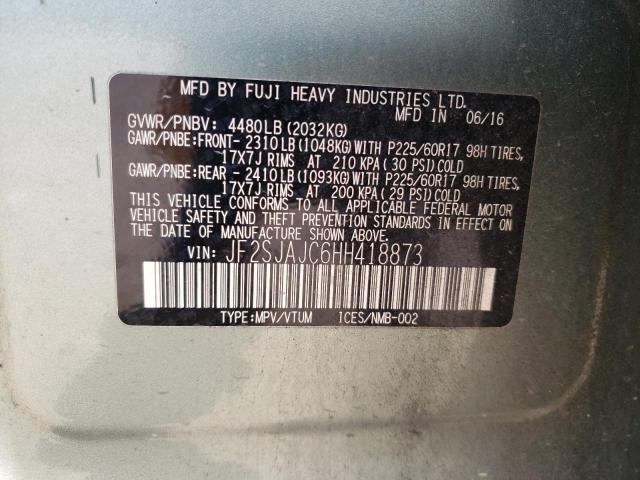 MFD BY FUJI HEAVY INDUSTRIES LTD.
MFD IN 06/16
GVWR/PNBV: 4480LB (2032KG)
GAWR/PNBE:FRONT- 2310LB(1048KG)WITH P225/60R17 98H TIRES,
17X7J RIMS AT 210 KPA ( 30 PSI)COLD
GAWR/PNBE:REAR - 2410LB(1093KG)WITH P225/60R17 98H TIRES,
17X7J RIMS AT 200 KPA ( 29 PSI)COLD
THIS VEHICLE CONFORMS TO ALL APPLICABLE FEDERAL MOTOR
VEHICLE SAFETY AND THEFT PREVENTION STANDARDS IN EFFECT ON
THE DATE OF MANUFACTURE SHOWN ABOVE.
VIN: JF2SJAJC6HH418873
TYPE:MPV/VTUM ICES/NMB-002